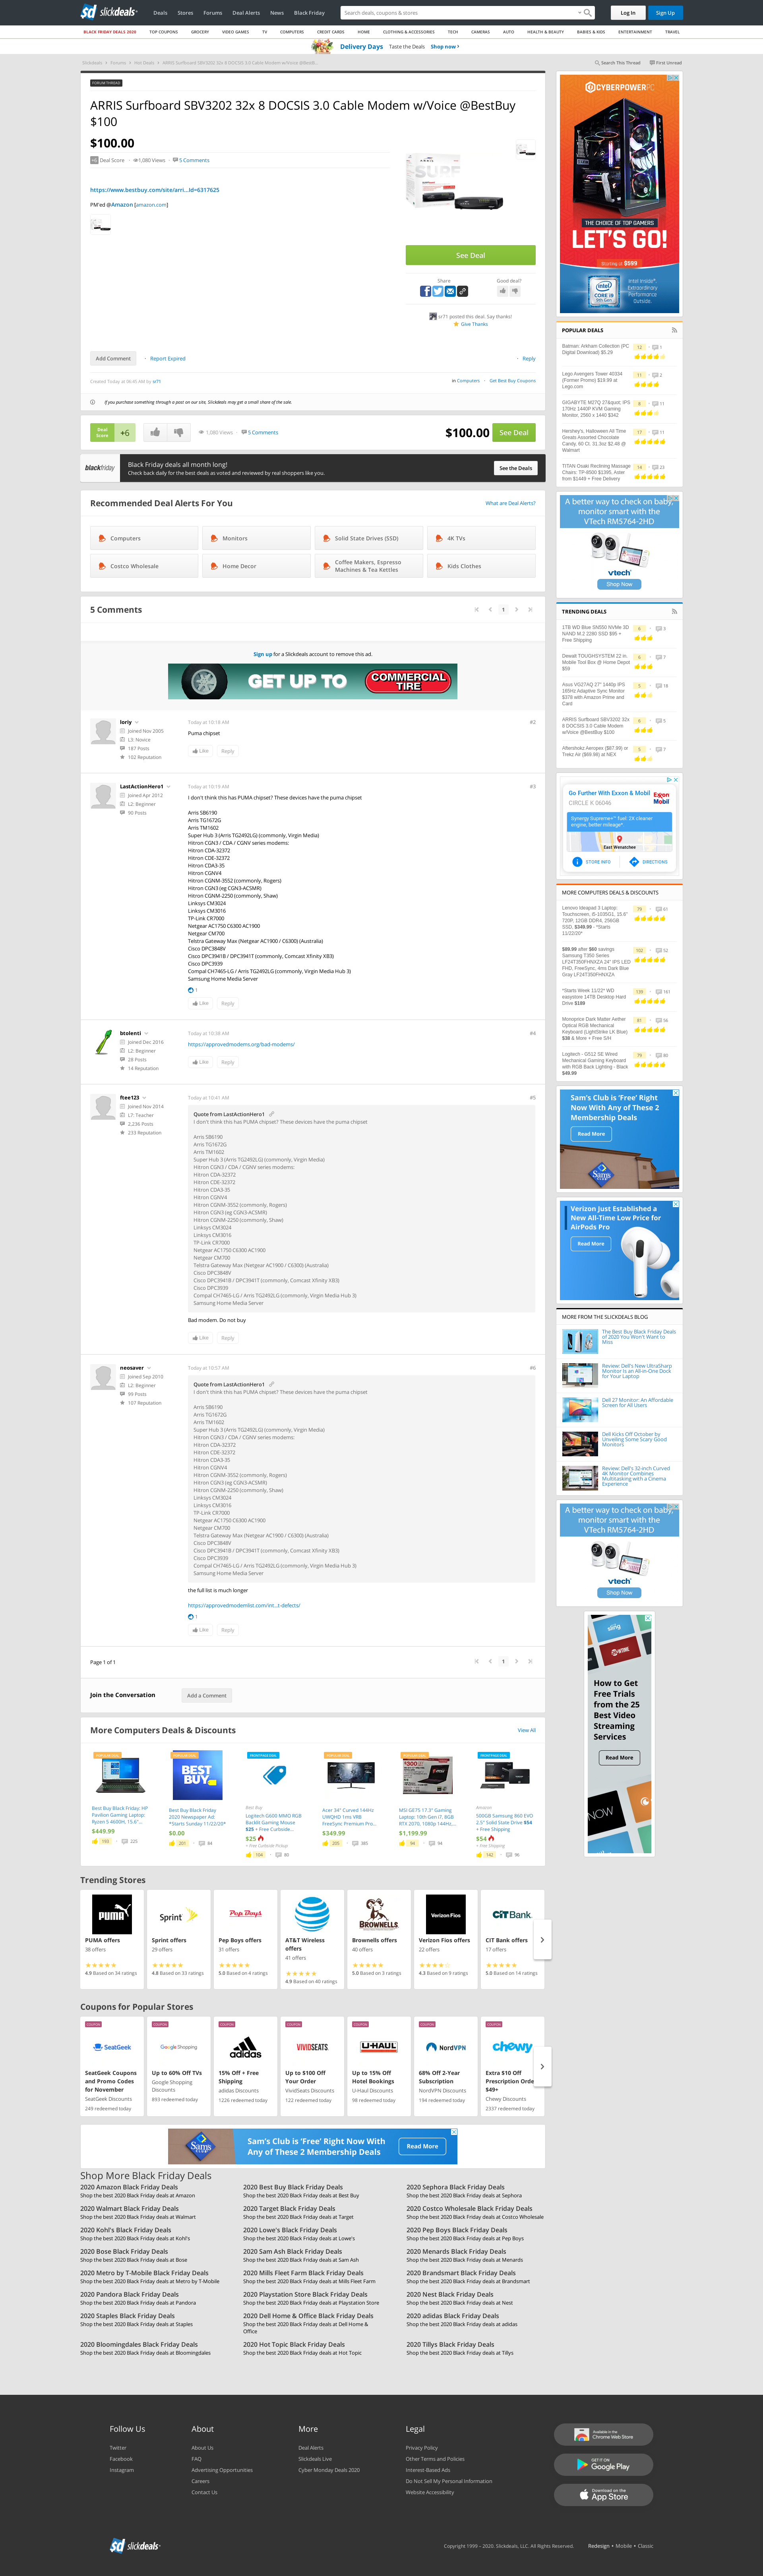 slickdeals
Deals Stores Forums Deal Alerts News Black Friday
Search deals, coupons & stores
Log In Sign Up
BLACK FRIDAY DEALS 2020 TOP COUPONS GROCERY VIDEO GAMES TV COMPUTERS CREDIT CARDS HOME CLOTHING & ACCESSORIES TECH CAMERAS AUTO HEALTH & BEAUTY BABIES & KIDS ENTERTAINMENT TRAVEL
Delivery Days Taste the Deals Shop now
Search This Thread First Unread
FORUM THREAD
ARRIS Surfboard SBV3202 32x 8 DOCSIS 3.0 Cable Modem w/Voice @BestBuy
$100
$100.00
+6 Deal Score 1,080 Views 5 Comments
https://www.bestbuy.com/site/arri...Id=6317625
PM'ed @Amazon [amazon.com]
See Deal
Share Good deal?
sr71 posted this deal. Say thanks!
Give Thanks
Add Comment Report Expired Reply
Created Today at 06:45 AM by sr71
in Computers Get Best Buy Coupons
If you purchase something through a post on our site, Slickdeals may get a small share of the sale.
Deal Score +6 1,080 Views 5 Comments $100.00 See Deal
blackfriday
Black Friday deals all month long!
Check back daily for the best deals as voted and reviewed by real shoppers like you.
See the Deals
Recommended Deal Alerts For You
What are Deal Alerts?
Computers Monitors Solid State Drives (SSD) 4K TVs
Costco Wholesale Home Decor Coffee Makers, Espresso Machines & Tea Kettles Kids Clothes
5 Comments
1
Sign up for a Slickdeals account to remove this ad.
GET UP TO COMMERCIAL TIRE
loriy
Joined Nov 2005
L3: Novice
187 Posts
102 Reputation
Today at 10:18 AM #2
Puma chipset
Like Reply
LastActionHero1
Joined Apr 2012
L2: Beginner
90 Posts
Today at 10:19 AM #3
I don't think this has PUMA chipset? These devices have the puma chipset
Arris SB6190
Arris TG1672G
Arris TM1602
Super Hub 3 (Arris TG2492LG) (commonly, Virgin Media)
Hitron CGN3 / CDA / CGNV series modems:
Hitron CDA-32372
Hitron CDE-32372
Hitron CDA3-35
Hitron CGNV4
Hitron CGNM-3552 (commonly, Rogers)
Hitron CGN3 (eg CGN3-ACSMR)
Hitron CGNM-2250 (commonly, Shaw)
Linksys CM3024
Linksys CM3016
TP-Link CR7000
Netgear AC1750 C6300 AC1900
Netgear CM700
Telstra Gateway Max (Netgear AC1900 / C6300) (Australia)
Cisco DPC3848V
Cisco DPC3941B / DPC3941T (commonly, Comcast Xfinity XB3)
Cisco DPC3939
Compal CH7465-LG / Arris TG2492LG (commonly, Virgin Media Hub 3)
Samsung Home Media Server
1
Like Reply
btolenti
Joined Dec 2016
L2: Beginner
28 Posts
14 Reputation
Today at 10:38 AM #4
https://approvedmodems.org/bad-modems/
Like Reply
ftee123
Joined Nov 2014
L7: Teacher
2,236 Posts
233 Reputation
Today at 10:41 AM #5
Quote from LastActionHero1
I don't think this has PUMA chipset? These devices have the puma chipset
Arris SB6190
Arris TG1672G
Arris TM1602
Super Hub 3 (Arris TG2492LG) (commonly, Virgin Media)
Hitron CGN3 / CDA / CGNV series modems:
Hitron CDA-32372
Hitron CDE-32372
Hitron CDA3-35
Hitron CGNV4
Hitron CGNM-3552 (commonly, Rogers)
Hitron CGN3 (eg CGN3-ACSMR)
Hitron CGNM-2250 (commonly, Shaw)
Linksys CM3024
Linksys CM3016
TP-Link CR7000
Netgear AC1750 C6300 AC1900
Netgear CM700
Telstra Gateway Max (Netgear AC1900 / C6300) (Australia)
Cisco DPC3848V
Cisco DPC3941B / DPC3941T (commonly, Comcast Xfinity XB3)
Cisco DPC3939
Compal CH7465-LG / Arris TG2492LG (commonly, Virgin Media Hub 3)
Samsung Home Media Server
Bad modem. Do not buy
Like Reply
neosaver
Joined Sep 2010
L2: Beginner
99 Posts
107 Reputation
Today at 10:57 AM #6
Quote from LastActionHero1
I don't think this has PUMA chipset? These devices have the puma chipset
Arris SB6190
Arris TG1672G
Arris TM1602
Super Hub 3 (Arris TG2492LG) (commonly, Virgin Media)
Hitron CGN3 / CDA / CGNV series modems:
Hitron CDA-32372
Hitron CDE-32372
Hitron CDA3-35
Hitron CGNV4
Hitron CGNM-3552 (commonly, Rogers)
Hitron CGN3 (eg CGN3-ACSMR)
Hitron CGNM-2250 (commonly, Shaw)
Linksys CM3024
Linksys CM3016
TP-Link CR7000
Netgear AC1750 C6300 AC1900
Netgear CM700
Telstra Gateway Max (Netgear AC1900 / C6300) (Australia)
Cisco DPC3848V
Cisco DPC3941B / DPC3941T (commonly, Comcast Xfinity XB3)
Cisco DPC3939
Compal CH7465-LG / Arris TG2492LG (commonly, Virgin Media Hub 3)
Samsung Home Media Server
the full list is much longer
https://approvedmodemlist.com/int...t-defects/
1
Like Reply
Page 1 of 1
1
Join the Conversation Add a Comment
More Computers Deals & Discounts View All
Best Buy Black Friday: HP Pavilion Gaming Laptop: Ryzen 5 4600H, 15.6"...
$449.99
Best Buy Black Friday 2020 Newspaper Ad: *Starts Sunday 11/22/20*
$0.00
Best Buy
Logitech G600 MMO RGB Backlit Gaming Mouse $25 + Free Curbside...
$25
+ Free Curbside Pickup
Acer 34" Curved 144Hz UWQHD 1ms VRB FreeSync Premium Pro...
$349.99
MSI GE75 17.3" Gaming Laptop: 10th Gen i7, 8GB RTX 2070, 1080p 144Hz,...
$1,199.99
Amazon
500GB Samsung 860 EVO 2.5" Solid State Drive $54 + Free Shipping
$54
+ Free Shipping
Trending Stores
PUMA offers
38 offers
4.9 Based on 34 ratings
Sprint offers
29 offers
4.8 Based on 33 ratings
Pep Boys offers
31 offers
5.0 Based on 4 ratings
AT&T Wireless offers
41 offers
4.9 Based on 40 ratings
Brownells offers
40 offers
5.0 Based on 3 ratings
Verizon Fios offers
22 offers
4.3 Based on 9 ratings
CIT Bank offers
17 offers
5.0 Based on 14 ratings
Coupons for Popular Stores
SeatGeek Coupons and Promo Codes for November
SeatGeek Discounts
249 redeemed today
Up to 60% Off TVs
Google Shopping Discounts
893 redeemed today
15% Off + Free Shipping
adidas Discounts
1226 redeemed today
Up to $100 Off Your Order
VividSeats Discounts
122 redeemed today
Up to 15% Off Hotel Bookings
U-Haul Discounts
98 redeemed today
68% Off 2-Year Subscription
NordVPN Discounts
194 redeemed today
Extra $10 Off Prescription Orde $49+
Chewy Discounts
2337 redeemed today
Sam's Club is 'Free' Right Now With Any of These 2 Membership Deals
Read More
Shop More Black Friday Deals
2020 Amazon Black Friday Deals
Shop the best 2020 Black Friday deals at Amazon
2020 Best Buy Black Friday Deals
Shop the best 2020 Black Friday deals at Best Buy
2020 Sephora Black Friday Deals
Shop the best 2020 Black Friday deals at Sephora
2020 Walmart Black Friday Deals
Shop the best 2020 Black Friday deals at Walmart
2020 Target Black Friday Deals
Shop the best 2020 Black Friday deals at Target
2020 Costco Wholesale Black Friday Deals
Shop the best 2020 Black Friday deals at Costco Wholesale
2020 Kohl's Black Friday Deals
Shop the best 2020 Black Friday deals at Kohl's
2020 Lowe's Black Friday Deals
Shop the best 2020 Black Friday deals at Lowe's
2020 Pep Boys Black Friday Deals
Shop the best 2020 Black Friday deals at Pep Boys
2020 Bose Black Friday Deals
Shop the best 2020 Black Friday deals at Bose
2020 Sam Ash Black Friday Deals
Shop the best 2020 Black Friday deals at Sam Ash
2020 Menards Black Friday Deals
Shop the best 2020 Black Friday deals at Menards
2020 Metro by T-Mobile Black Friday Deals
Shop the best 2020 Black Friday deals at Metro by T-Mobile
2020 Mills Fleet Farm Black Friday Deals
Shop the best 2020 Black Friday deals at Mills Fleet Farm
2020 Brandsmart Black Friday Deals
Shop the best 2020 Black Friday deals at Brandsmart
2020 Pandora Black Friday Deals
Shop the best 2020 Black Friday deals at Pandora
2020 Playstation Store Black Friday Deals
Shop the best 2020 Black Friday deals at Playstation Store
2020 Nest Black Friday Deals
Shop the best 2020 Black Friday deals at Nest
2020 Staples Black Friday Deals
Shop the best 2020 Black Friday deals at Staples
2020 Dell Home & Office Black Friday Deals
Shop the best 2020 Black Friday deals at Dell Home & Office
2020 adidas Black Friday Deals
Shop the best 2020 Black Friday deals at adidas
2020 Bloomingdales Black Friday Deals
Shop the best 2020 Black Friday deals at Bloomingdales
2020 Hot Topic Black Friday Deals
Shop the best 2020 Black Friday deals at Hot Topic
2020 Tillys Black Friday Deals
Shop the best 2020 Black Friday deals at Tillys
CYBERPOWERPC
THE CHOICE OF TOP GAMERS
LET'S GO!
Starting at $599
POPULAR DEALS
Batman: Arkham Collection (PC Digital Download) $5.29
Lego Avengers Tower 40334 (Former Promo) $19.99 at Lego.com
GIGABYTE M27Q 27&quot; IPS 170Hz 1440P KVM Gaming Monitor, 2560 x 1440 $342
Hershey's, Halloween All Time Greats Assorted Chocolate Candy, 60 Ct, 31.3oz $2.48 @ Walmart
TITAN Osaki Reclining Massage Chairs: TP-8500 $1395, Aster from $1449 + Free Delivery
A better way to check on baby, monitor with the VTech RM5764-2HD
vtech
Shop Now
TRENDING DEALS
1TB WD Blue SN550 NVMe 3D NAND M.2 2280 SSD $95 + Free Shipping
Dewalt TOUGHSYSTEM 22 in. Mobile Tool Box @ Home Depot $59
Asus VG27AQ 27" 1440p IPS 165Hz Adaptive Sync Monitor $379 with Amazon Prime and Card
ARRIS Surfboard SBV3202 32x 8 DOCSIS 3.0 Cable Modem w/Voice @BestBuy $100
Aftershokz Aeropex ($87.99) or Trekz Air ($69.98) at NEX
Go Further With Exxon & Mobil
CIRCLE K 06046
Synergy Supreme+™ fuel: 2X cleaner engine, better mileage*
East Wenatchee
STORE INFO DIRECTIONS
MORE COMPUTERS DEALS & DISCOUNTS
Lenovo Ideapad 3 Laptop: Touchscreen, i5-1035G1, 15.6" 720P, 12GB DDR4, 256GB SSD, $349.99 - *Starts 11/22/20*
$89.99 after $60 savings Samsung T350 Series LF24T350FHNXZA 24" IPS LED FHD, FreeSync, 4ms Dark Blue Gray LF24T350FHNXZA
*Starts Week 11/22* WD easystore 14TB Desktop Hard Drive $189
Monoprice Dark Matter Aether Optical RGB Mechanical Keyboard (LightStrike LK Blue) $38 & More + Free S/H
Logitech - G512 SE Wired Mechanical Gaming Keyboard with RGB Back Lighting - Black $49.99
Sam's Club is 'Free' Right Now With Any of These 2 Membership Deals
Read More
Verizon Just Established a New All-Time Low Price for AirPods Pro
Read More
MORE FROM THE SLICKDEALS BLOG
The Best Buy Black Friday Deals of 2020 You Won't Want to Miss
Review: Dell's New UltraSharp Monitor Is an All-in-One Dock for Your Laptop
Dell 27 Monitor: An Affordable Screen for All Users
Dell Kicks Off October by Unveiling Some Scary Good Monitors
Review: Dell's 32-inch Curved 4K Monitor Combines Multitasking with a Cinema Experience
A better way to check on baby, monitor with the VTech RM5764-2HD
vtech
Shop Now
sling
SHOWTIME
How to Get Free Trials from the 25 Best Video Streaming Services
Read More
NOW
Follow Us
Twitter
Facebook
Instagram
About
About Us
FAQ
Advertising Opportunities
Careers
Contact Us
More
Deal Alerts
Slickdeals Live
Cyber Monday Deals 2020
Legal
Privacy Policy
Other Terms and Policies
Interest-Based Ads
Do Not Sell My Personal Information
Website Accessibility
Available in the Chrome Web Store
GET IT ON Google Play
Download on the App Store
slickdeals
Copyright 1999 - 2020. Slickdeals, LLC. All Rights Reserved. Redesign • Mobile • Classic